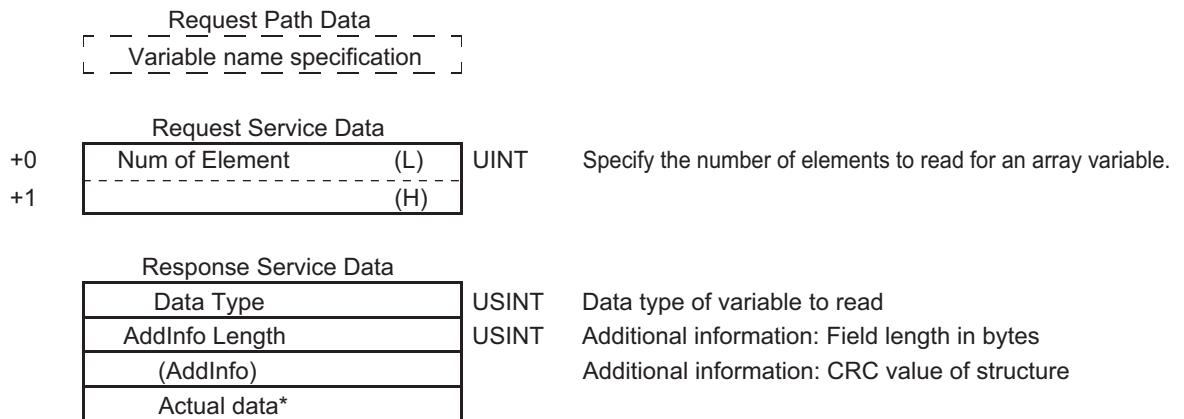 Request Path Data
Variable name specification
Request Service Data
+0 Num of Element (L) UINT Specify the number of elements to read for an array variable.
+1 (H)
Response Service Data
Data Type USINT Data type of variable to read
AddInfo Length USINT Additional information: Field length in bytes
(AddInfo) Additional information: CRC value of structure
Actual data*